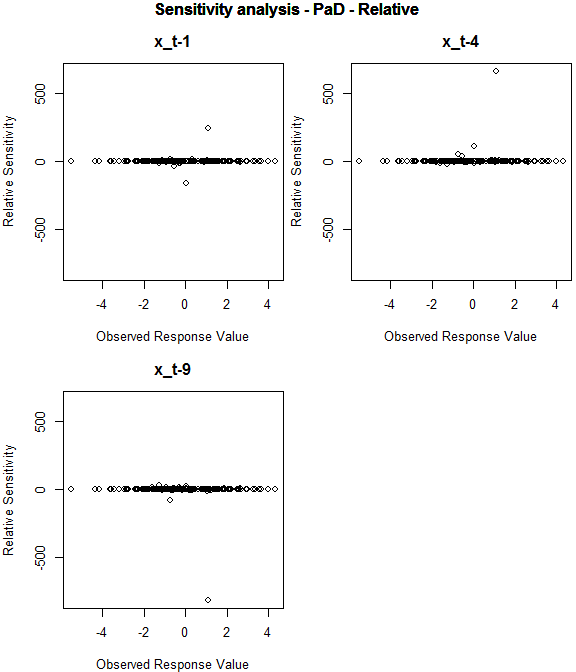 Sensitivity analysis - PaD - Relative
x_t-1
x_t-4
Relative Sensitivity
500
0
-500
-4 -2 0 2 4
Observed Response Value
Relative Sensitivity
500
0
-500
-4 -2 0 2 4
Observed Response Value
x_t-9
Relative Sensitivity
500
0
-500
-4 -2 0 2 4
Observed Response Value